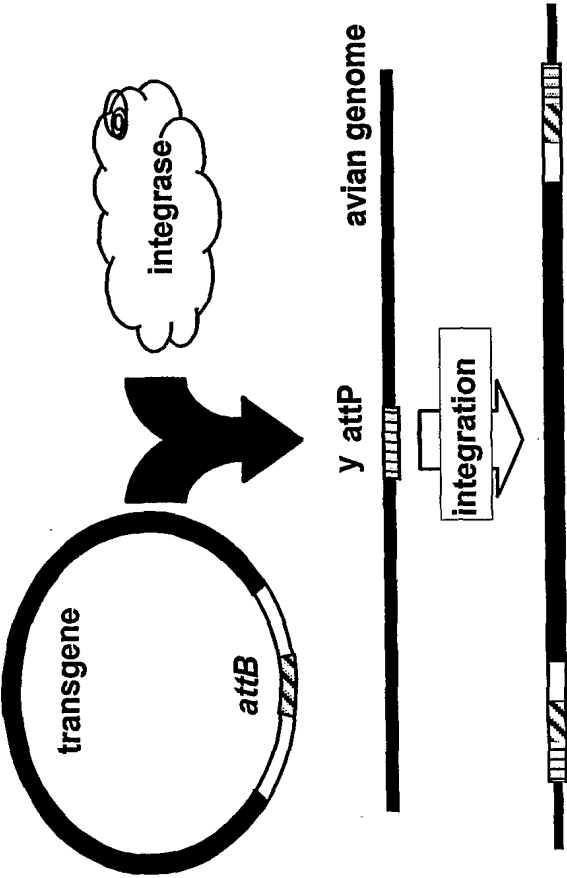 transgene
attB
integrase
y attP
avian genome
integration